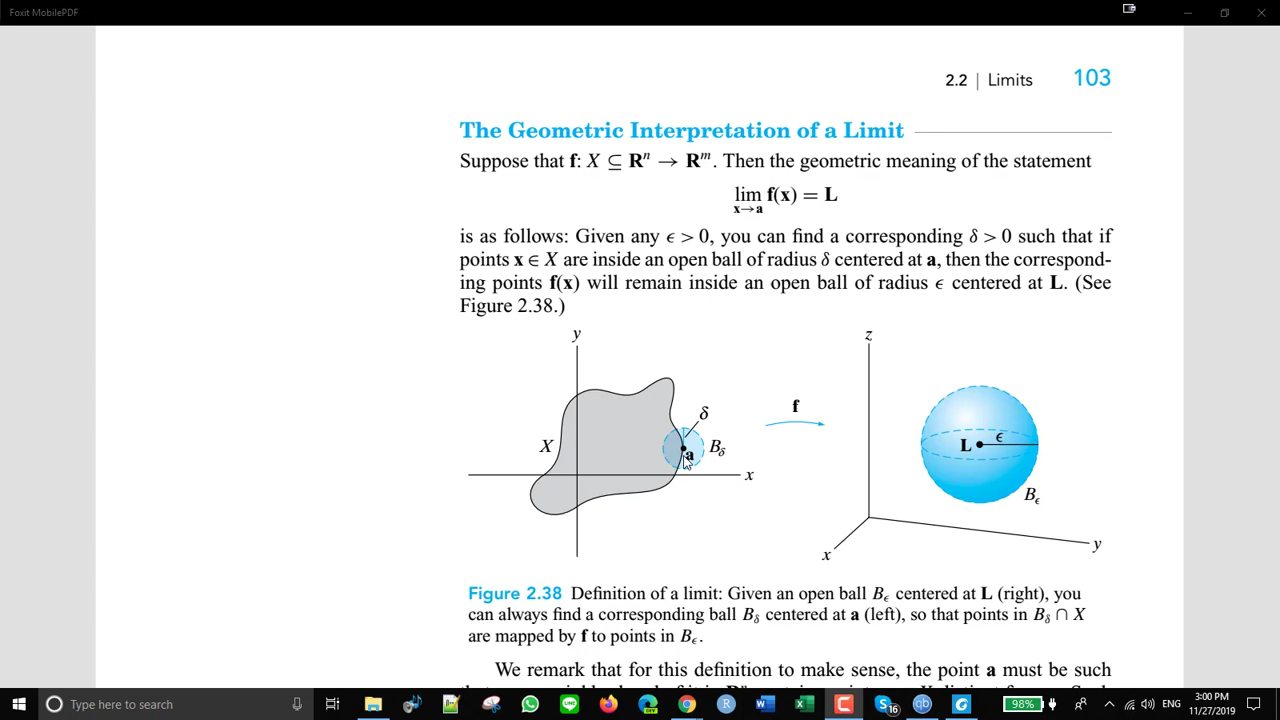 Foxit MobilePDF
2.2 | Limits 103
The Geometric Interpretation of a Limit
Suppose that f: X ⊆ Rⁿ → Rᵐ. Then the geometric meaning of the statement
lim f(x) = L
x→a
is as follows: Given any ϵ > 0, you can find a corresponding δ > 0 such that if
points x ∈ X are inside an open ball of radius δ centered at a, then the correspond-
ing points f(x) will remain inside an open ball of radius ϵ centered at L. (See
Figure 2.38.)
y
X
δ
B_δ
a
x
f
z
L
ϵ
B_ϵ
y
x
Figure 2.38 Definition of a limit: Given an open ball B_ϵ centered at L (right), you
can always find a corresponding ball B_δ centered at a (left), so that points in B_δ ∩ X
are mapped by f to points in B_ϵ.
We remark that for this definition to make sense, the point a must be such
Type here to search
R
L
S
16
qb
98%
ENG
3:00 PM
11/27/2019